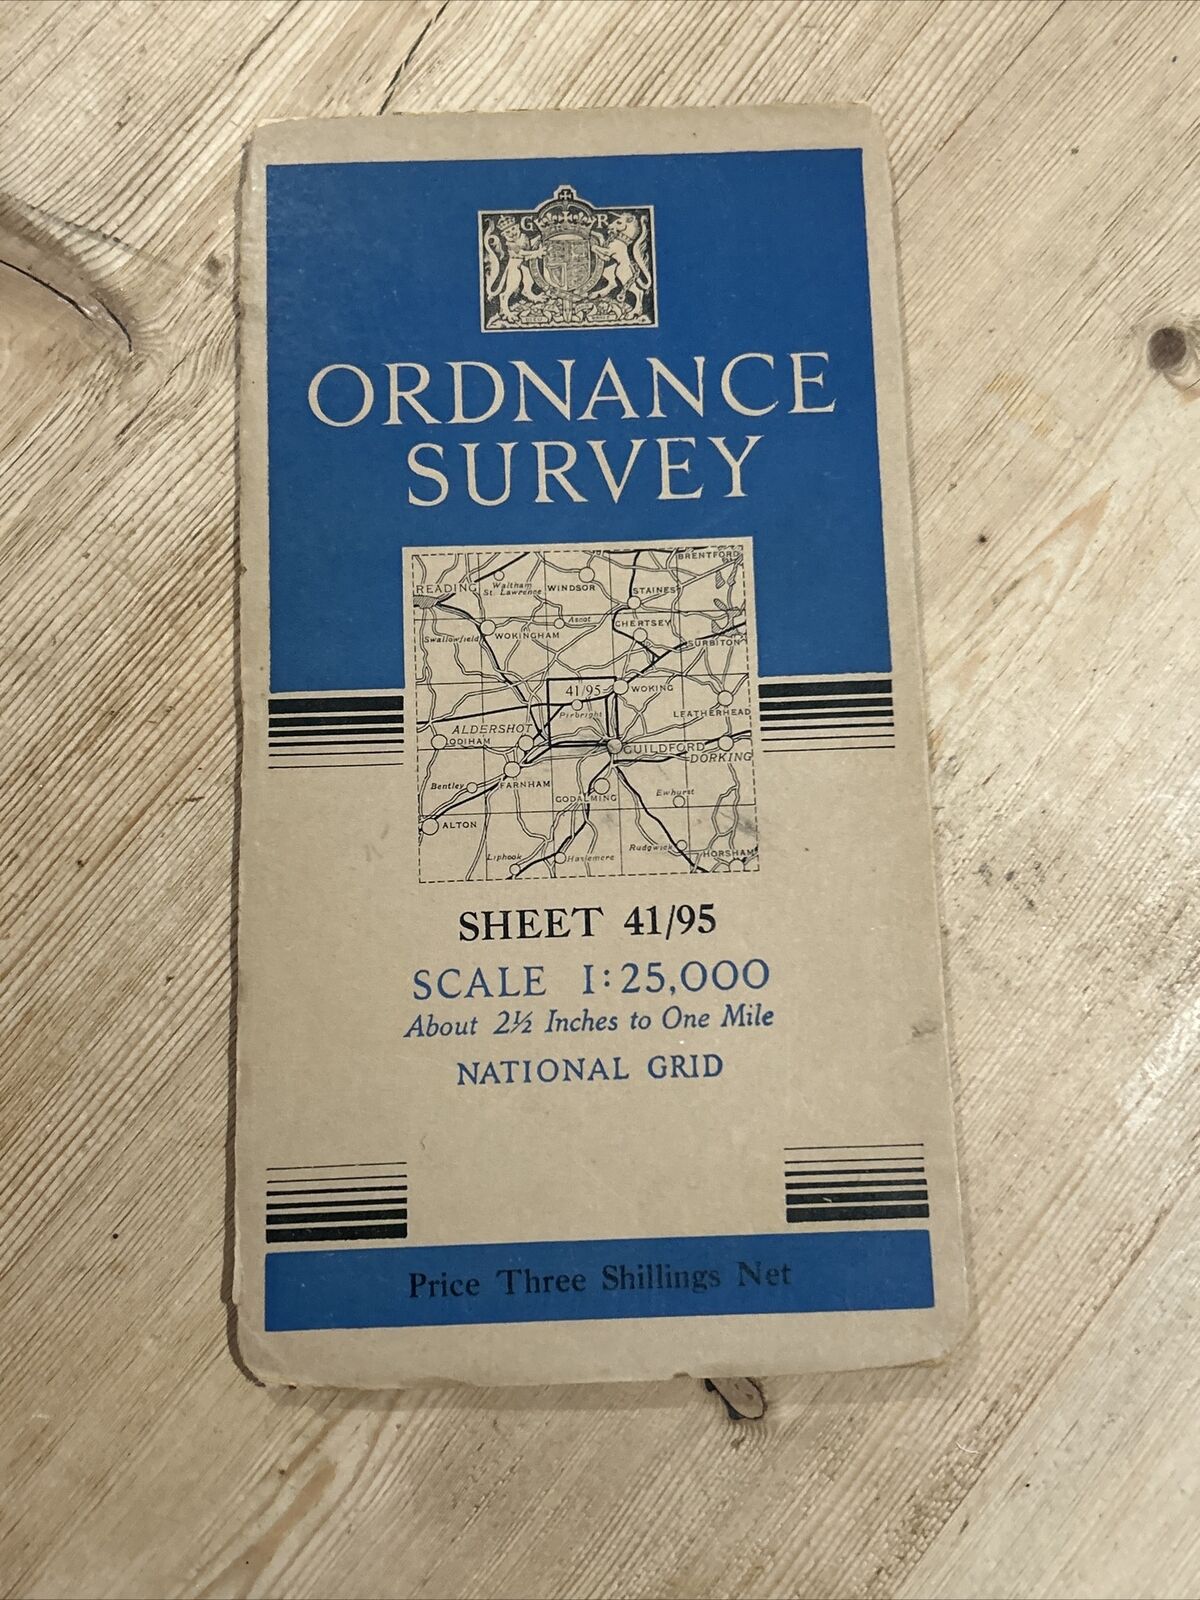 G R
ORDNANCE
SURVEY
BRENTFORD
READING
Waltham
St. Lawrence
WINDSOR
STAINES
Ascot
CHERTSEY
Swallowfield
WOKINGHAM
SURBITON
41/95
WOKING
Pirbright
LEATHERHEAD
ALDERSHOT
ODIHAM
GUILDFORD
DORKING
Bentley
FARNHAM
GODALMING
Ewhurst
ALTON
Rudgwick
Liphook
Haslemere
HORSHAM
SHEET 41/95
SCALE 1:25,000
About 2½ Inches to One Mile
NATIONAL GRID
Price Three Shillings Net